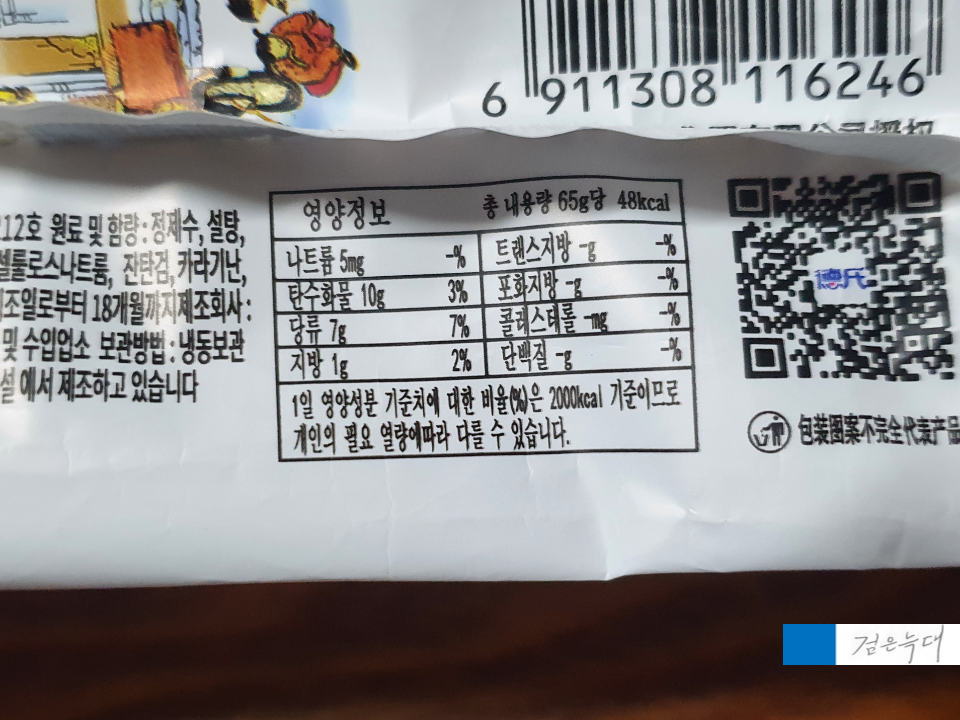 6 911308 116246
212호 원료 및 함량 : 정제수, 설탕,
셀룰로스나트륨, 잔탄검, 카라기난,
조일로부터 18개월까지제조회사 :
및 수입업소 보관방법 : 냉동보관
설 에서 제조하고 있습니다
영양정보 총 내용량 65g당 48kcal
나트륨 5mg -% 트랜스지방 -g -%
탄수화물 10g 3% 포화지방 -g -%
당류 7g 7% 콜레스테롤 -mg -%
지방 1g 2% 단백질 -g -%
1일 영양성분 기준치에 대한 비율(%)은 2000kcal 기준이므로
개인의 필요 열량에따라 다를 수 있습니다.
德氏
包装图案不完全代表产品
검은늑대